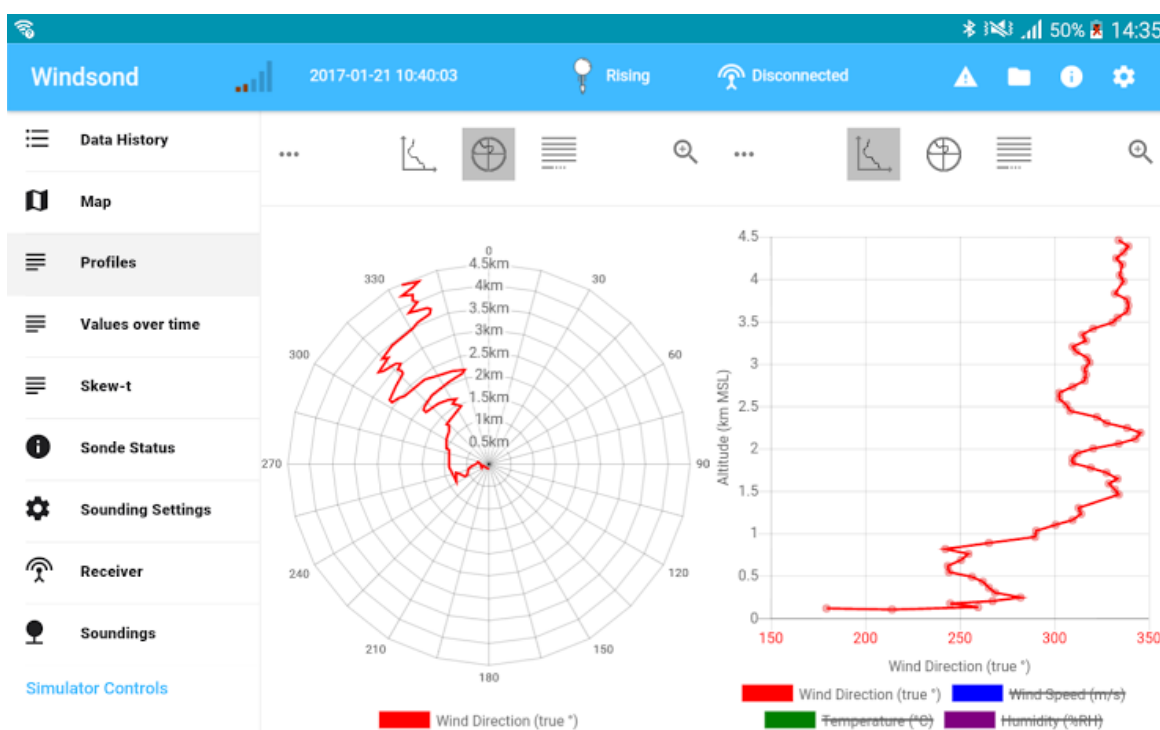 50% 14:35
Windsond 2017-01-21 10:40:03 Rising Disconnected
Data History
Map
Profiles
Values over time
Skew-t
Sonde Status
Sounding Settings
Receiver
Soundings
Simulator Controls
0
4.5km
4km
3.5km
3km
2.5km
2km
1.5km
1km
0.5km
330
30
300
60
270
90
240
120
210
150
180
Wind Direction (true °)
4.5
4
3.5
3
2.5
2
1.5
1
0.5
0
Altitude (km MSL)
150 200 250 300 350
Wind Direction (true °)
Wind Direction (true °) Wind Speed (m/s)
Temperature (°C) Humidity (%RH)